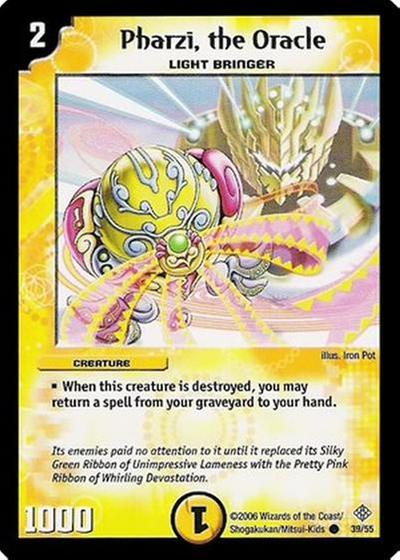 2
Pharzi, the Oracle
LIGHT BRINGER
illus. Iron Pot
CREATURE
▪ When this creature is destroyed, you may
return a spell from your graveyard to your hand.
Its enemies paid no attention to it until it replaced its Silky
Green Ribbon of Unimpressive Lameness with the Pretty Pink
Ribbon of Whirling Devastation.
1000
1
©2006 Wizards of the Coast/
Shogakukan/Mitsui-Kids ● 39/55